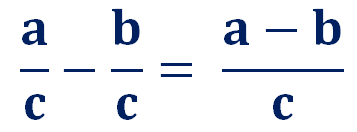 a/c − b/c = (a − b)/c